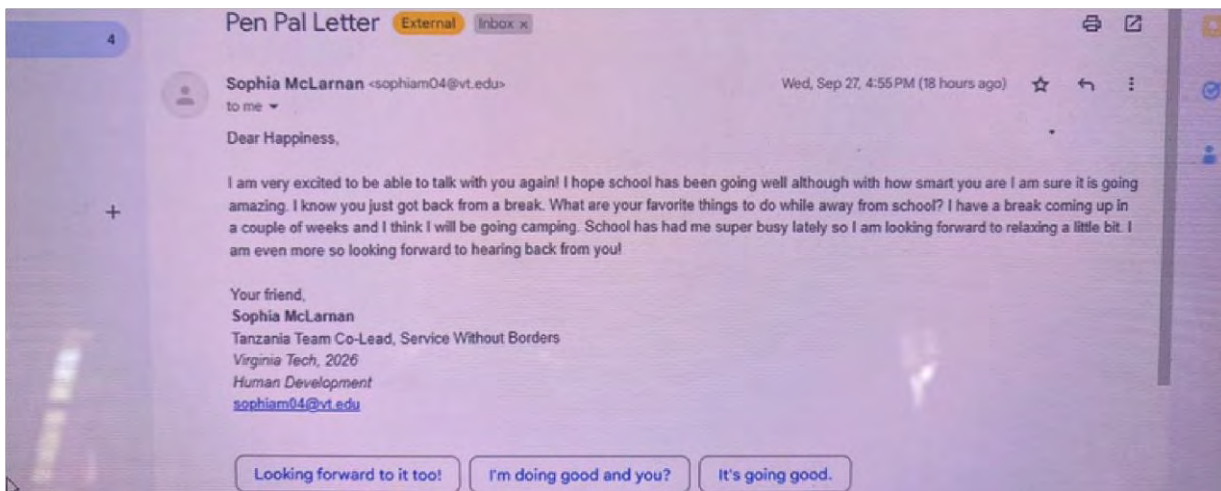 4
Pen Pal Letter External Inbox x
Sophia McLarnan <sophiam04@vt.edu> Wed, Sep 27, 4:55 PM (18 hours ago)
to me
Dear Happiness,
I am very excited to be able to talk with you again! I hope school has been going well although with how smart you are I am sure it is going
amazing. I know you just got back from a break. What are your favorite things to do while away from school? I have a break coming up in
a couple of weeks and I think I will be going camping. School has had me super busy lately so I am looking forward to relaxing a little bit. I
am even more so looking forward to hearing back from you!
Your friend,
Sophia McLarnan
Tanzania Team Co-Lead, Service Without Borders
Virginia Tech, 2026
Human Development
sophiam04@vt.edu
Looking forward to it too! I'm doing good and you? It's going good.